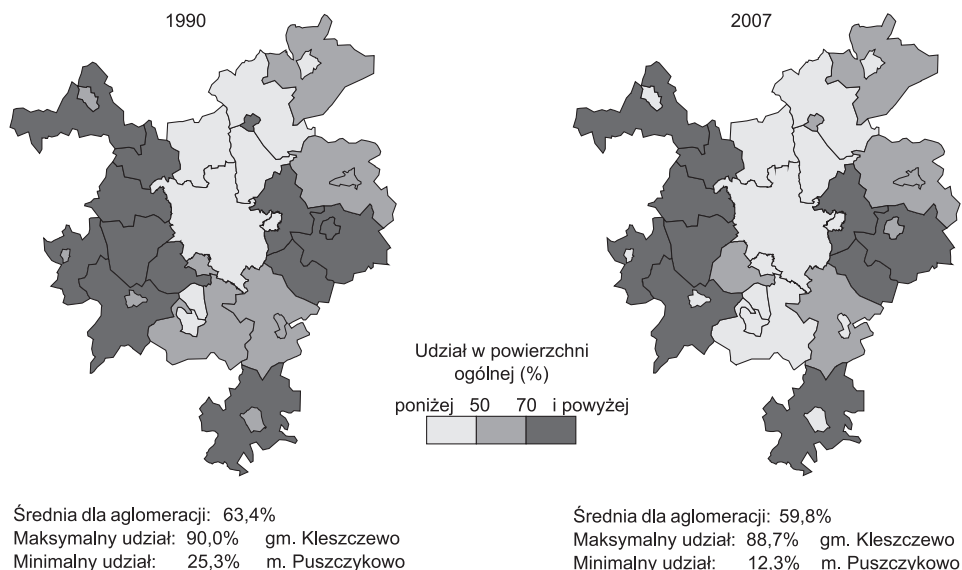 1990
2007
Udział w powierzchni
ogólnej (%)
poniżej 50 70 i powyżej
Średnia dla aglomeracji: 63,4%
Maksymalny udział: 90,0% gm. Kleszczewo
Minimalny udział: 25,3% m. Puszczykowo
Średnia dla aglomeracji: 59,8%
Maksymalny udział: 88,7% gm. Kleszczewo
Minimalny udział: 12,3% m. Puszczykowo